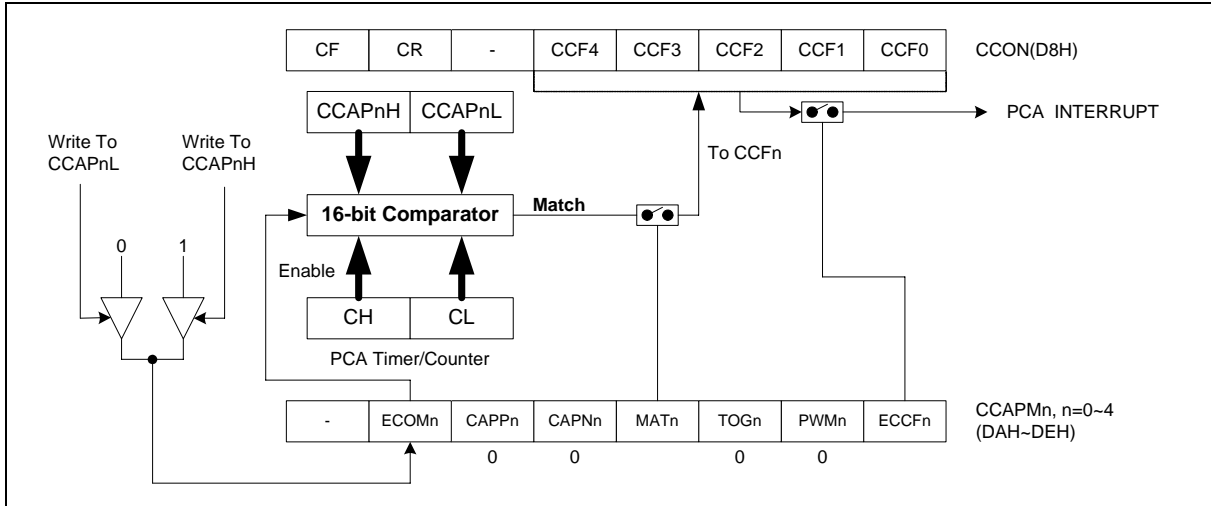 CF CR - CCF4 CCF3 CCF2 CCF1 CCF0 CCON(D8H)
CCAPnH CCAPnL
PCA INTERRUPT
Write To
CCAPnL
Write To
CCAPnH
To CCFn
16-bit Comparator
Match
0 1
Enable
CH CL
PCA Timer/Counter
- ECOMn CAPPn CAPNn MATn TOGn PWMn ECCFn
CCAPMn, n=0~4
(DAH~DEH)
0 0 0 0